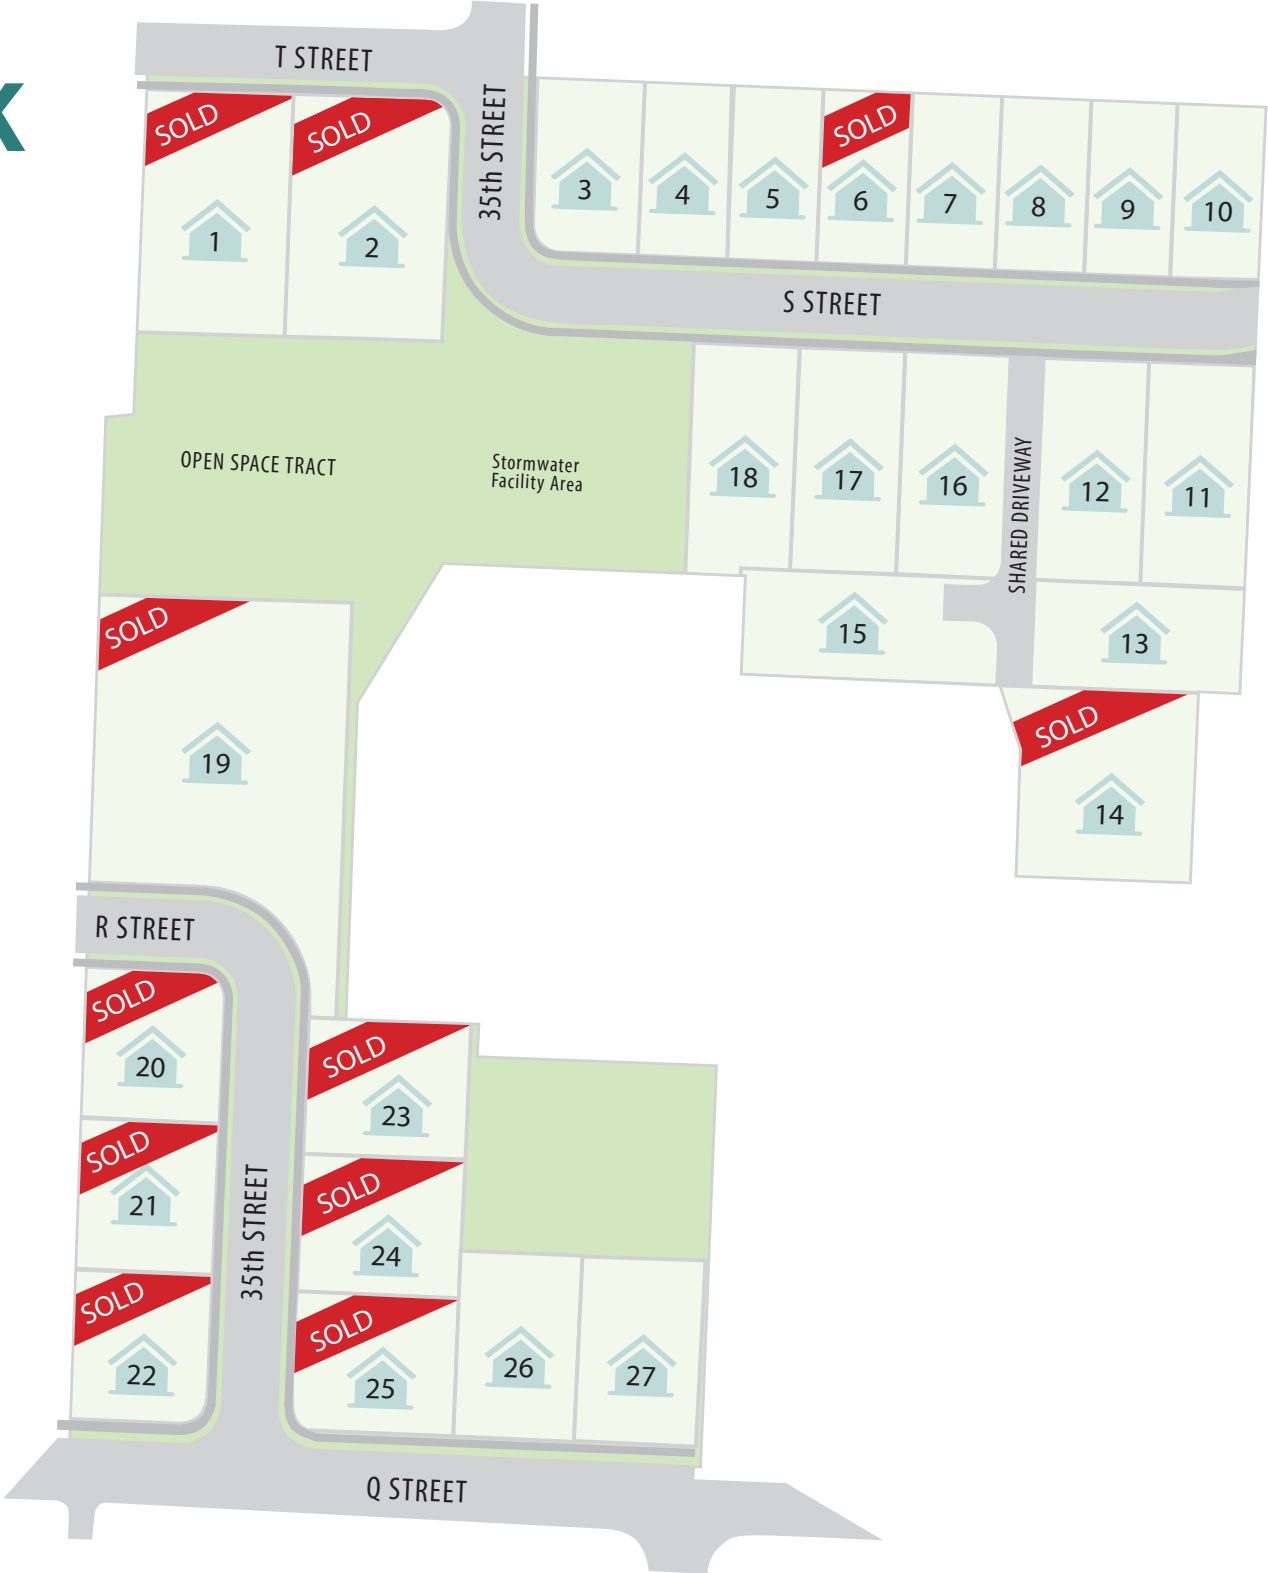 K
T STREET
35th STREET
SOLD
1
SOLD
2
3
4
5
SOLD
6
7
8
9
10
S STREET
OPEN SPACE TRACT
Stormwater
Facility Area
18
17
16
SHARED DRIVEWAY
12
11
15
13
SOLD
14
SOLD
19
R STREET
SOLD
20
SOLD
21
SOLD
22
35th STREET
SOLD
23
SOLD
24
SOLD
25
26
27
Q STREET